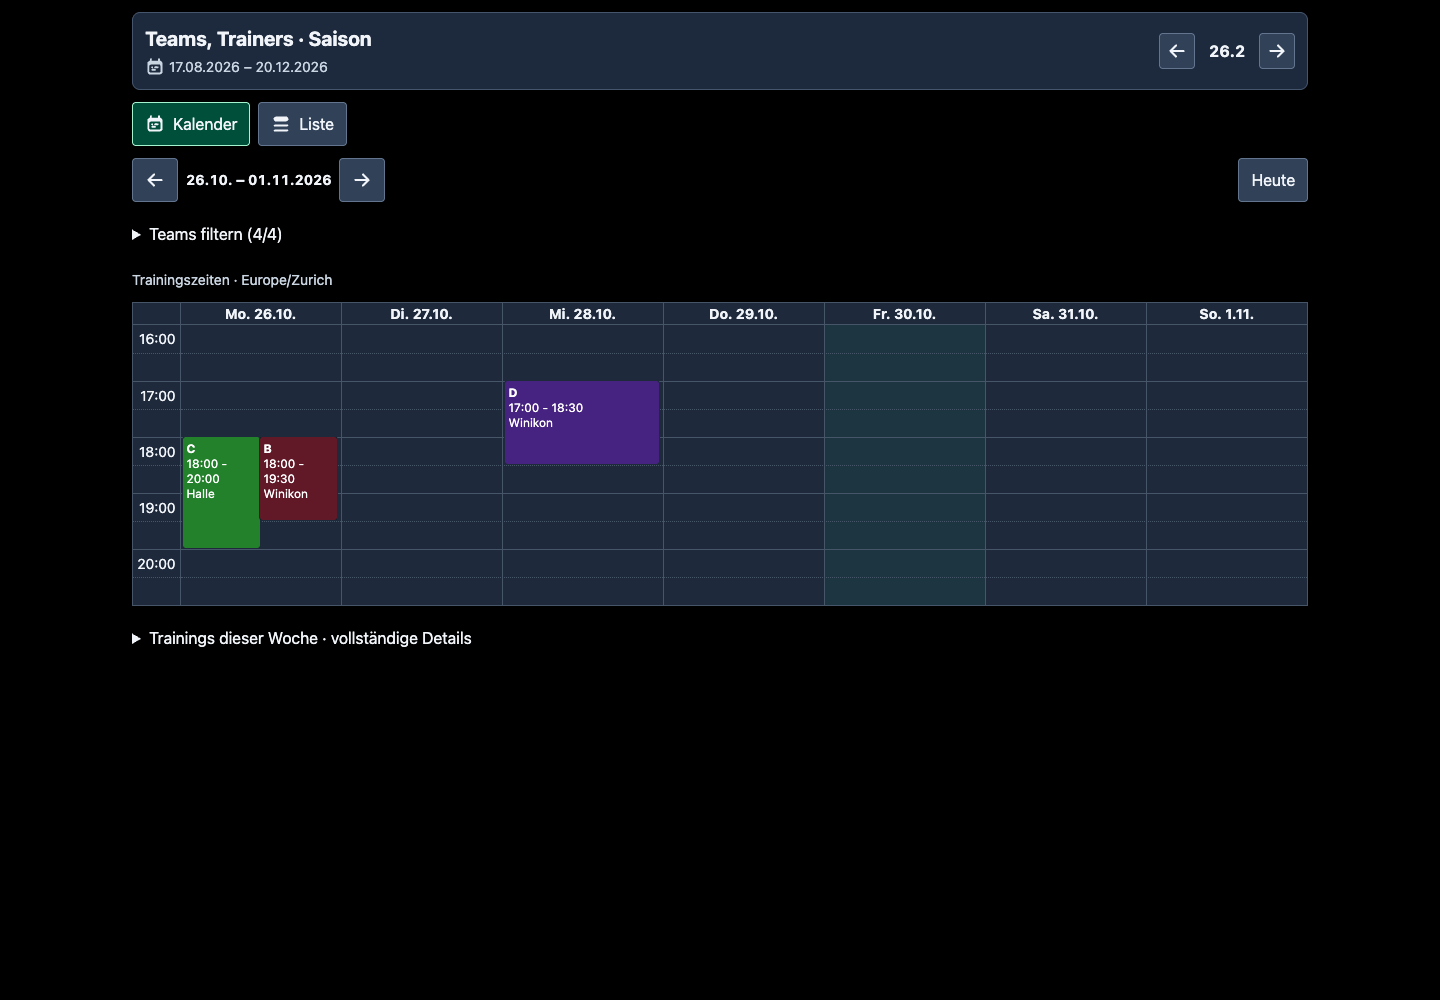 Teams, Trainers · Saison
17.08.2026 – 20.12.2026
26.2
Kalender
Liste
26.10. – 01.11.2026
Heute
Teams filtern (4/4)
Trainingszeiten · Europe/Zurich
Mo. 26.10.
Di. 27.10.
Mi. 28.10.
Do. 29.10.
Fr. 30.10.
Sa. 31.10.
So. 1.11.
16:00
17:00
D
17:00 - 18:30
Winikon
18:00
C
18:00 -
20:00
Halle
B
18:00 -
19:30
Winikon
19:00
20:00
Trainings dieser Woche · vollständige Details